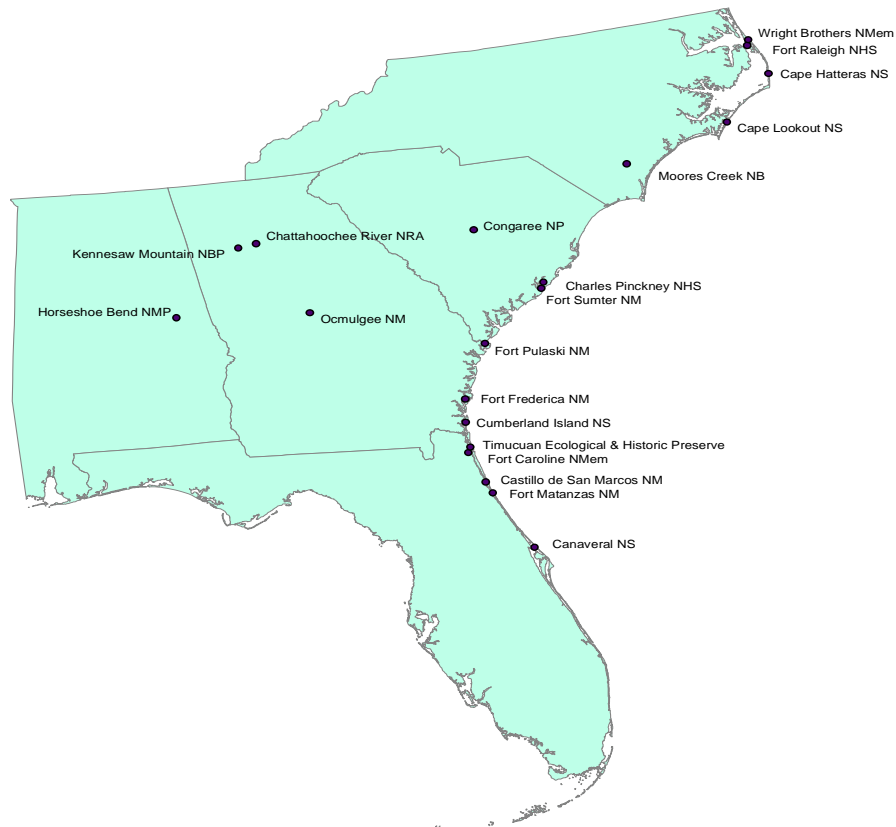 Wright Brothers NMem
Fort Raleigh NHS
Cape Hatteras NS
Cape Lookout NS
Moores Creek NB
Congaree NP
Chattahoochee River NRA
Kennesaw Mountain NBP
Charles Pinckney NHS
Fort Sumter NM
Horseshoe Bend NMP
Ocmulgee NM
Fort Pulaski NM
Fort Frederica NM
Cumberland Island NS
Timucuan Ecological & Historic Preserve
Fort Caroline NMem
Castillo de San Marcos NM
Fort Matanzas NM
Canaveral NS